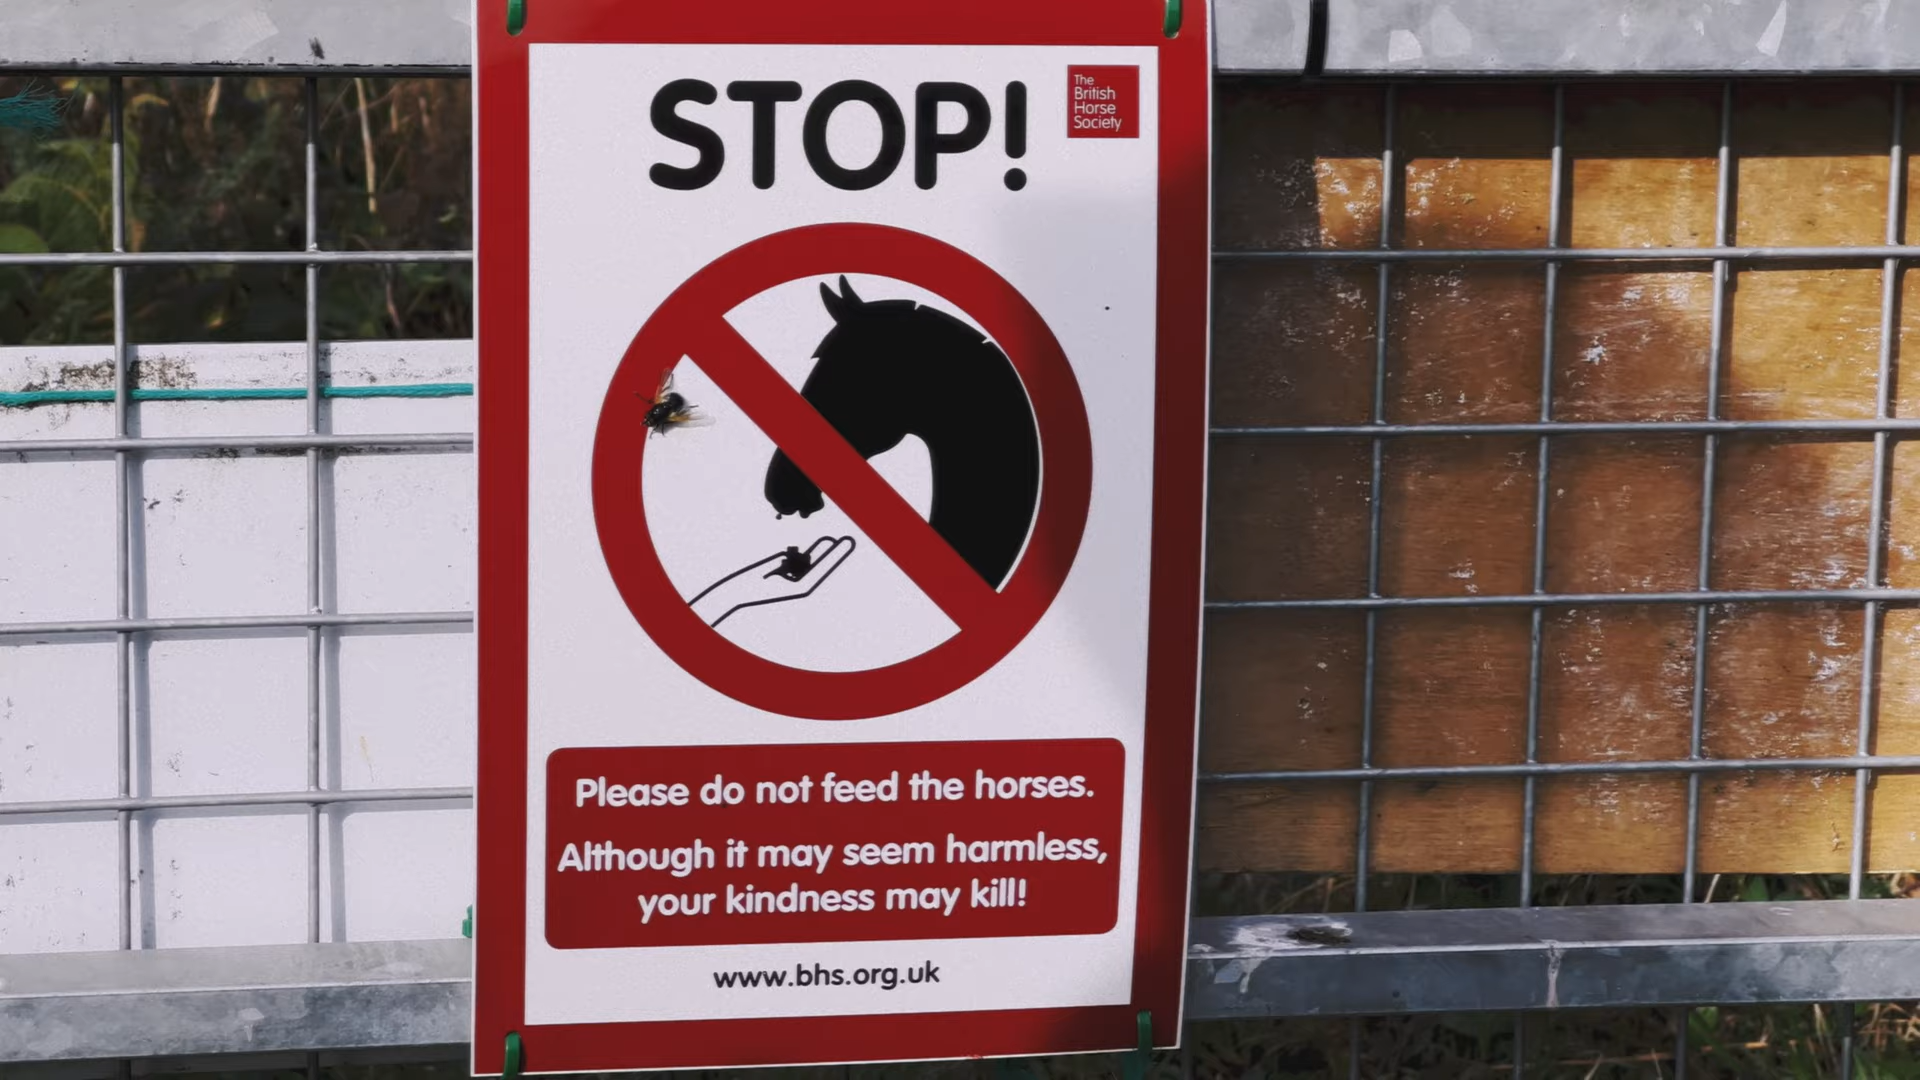 STOP!
The
British
Horse
Society
Please do not feed the horses.
Although it may seem harmless,
your kindness may kill!
www.bhs.org.uk